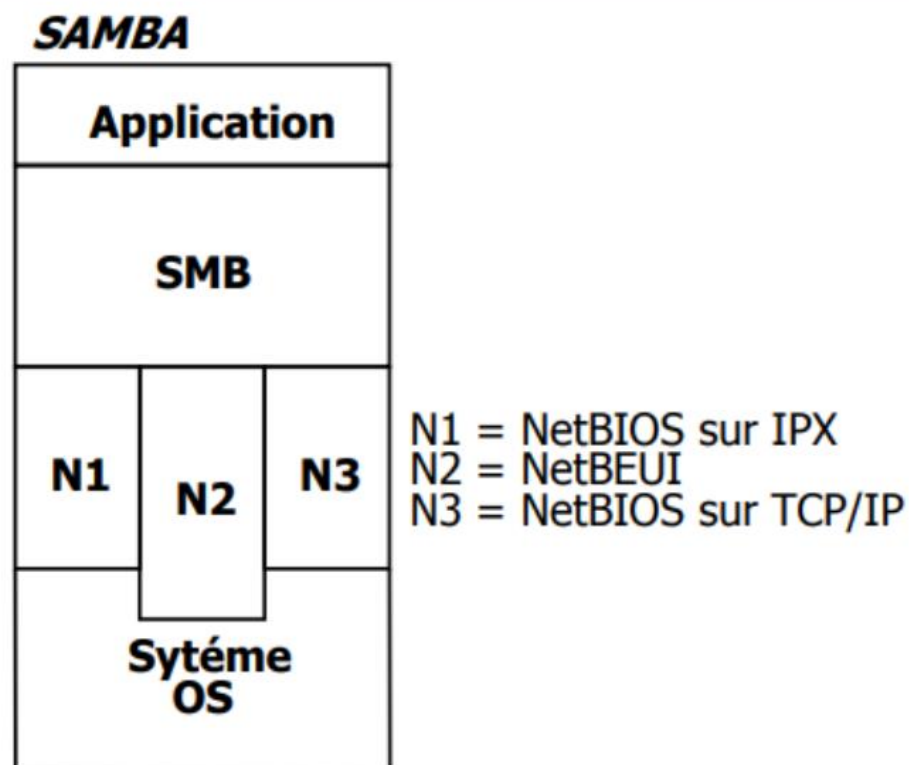 SAMBA
Application
SMB
N1
N2
N3
N1 = NetBIOS sur IPX
N2 = NetBEUI
N3 = NetBIOS sur TCP/IP
Sytéme
OS